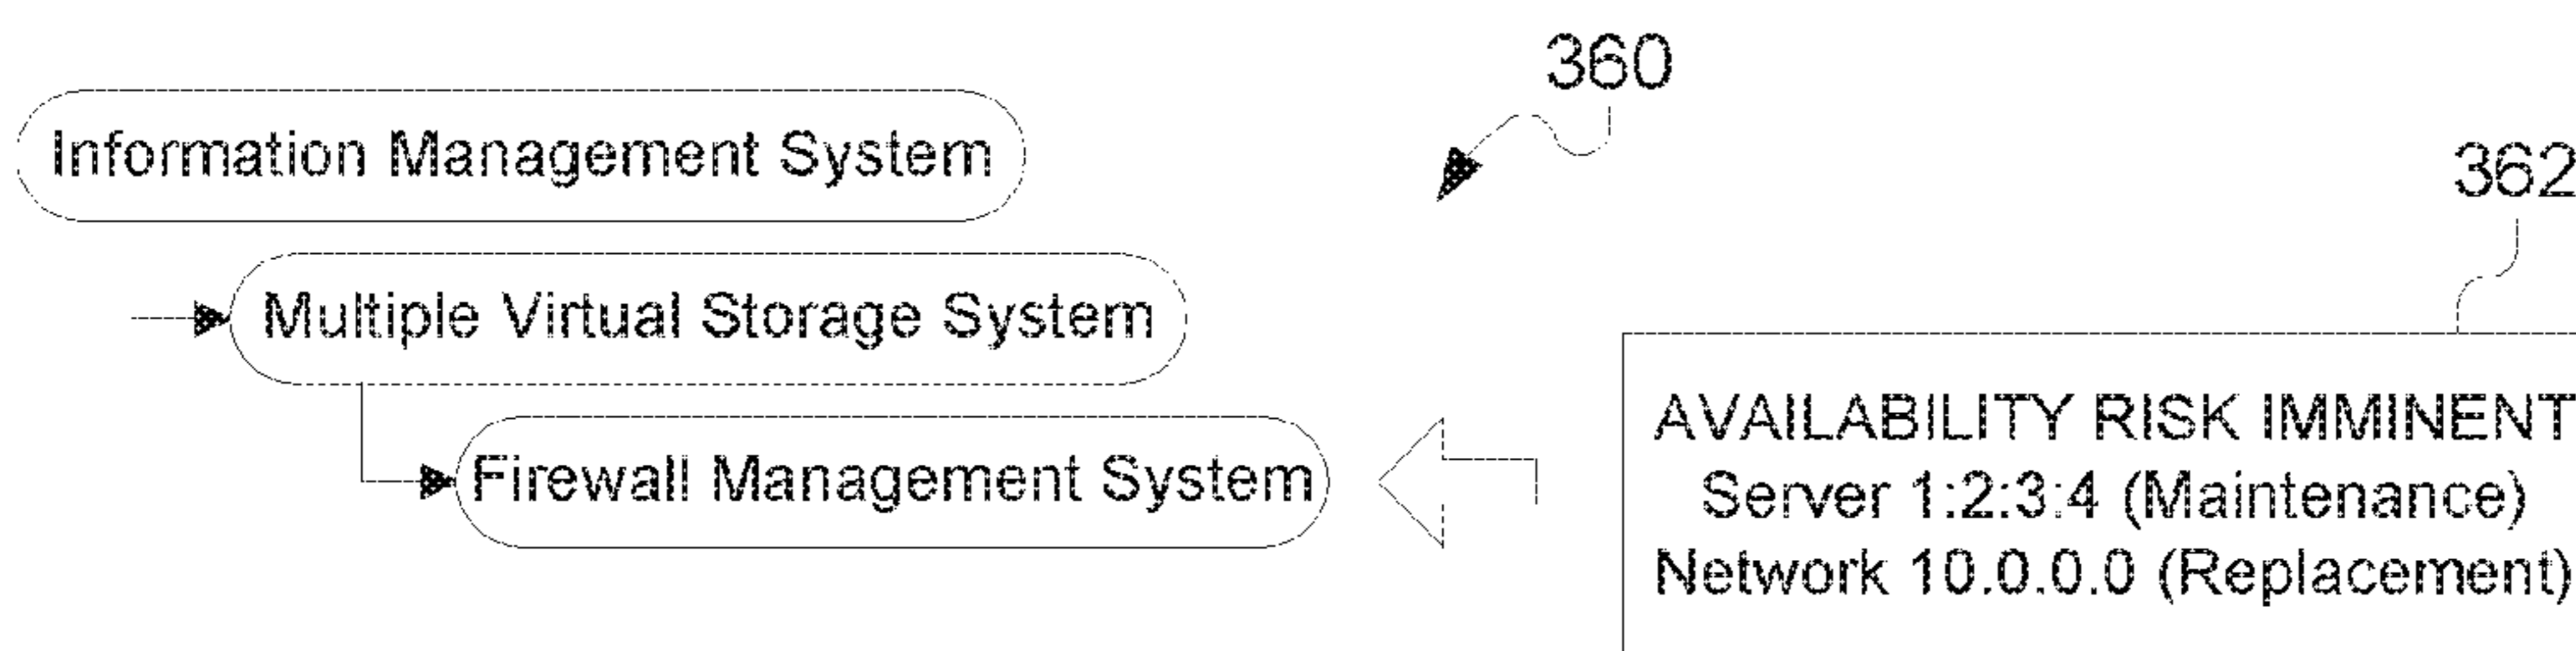 360
Information Management System
362
Multiple Virtual Storage System
AVAILABILITY RISK IMMINENT
Firewall Management System
Server 1:2:3:4 (Maintenance)
Network 10.0.0.0 (Replacement)